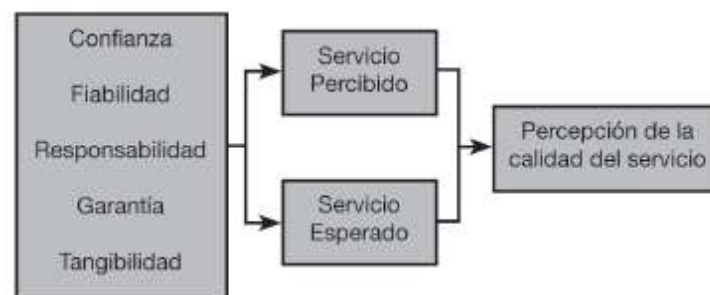 Confianza
Fiabilidad
Responsabilidad
Garantía
Tangibilidad
Servicio
Percibido
Servicio
Esperado
Percepción de la
calidad del servicio